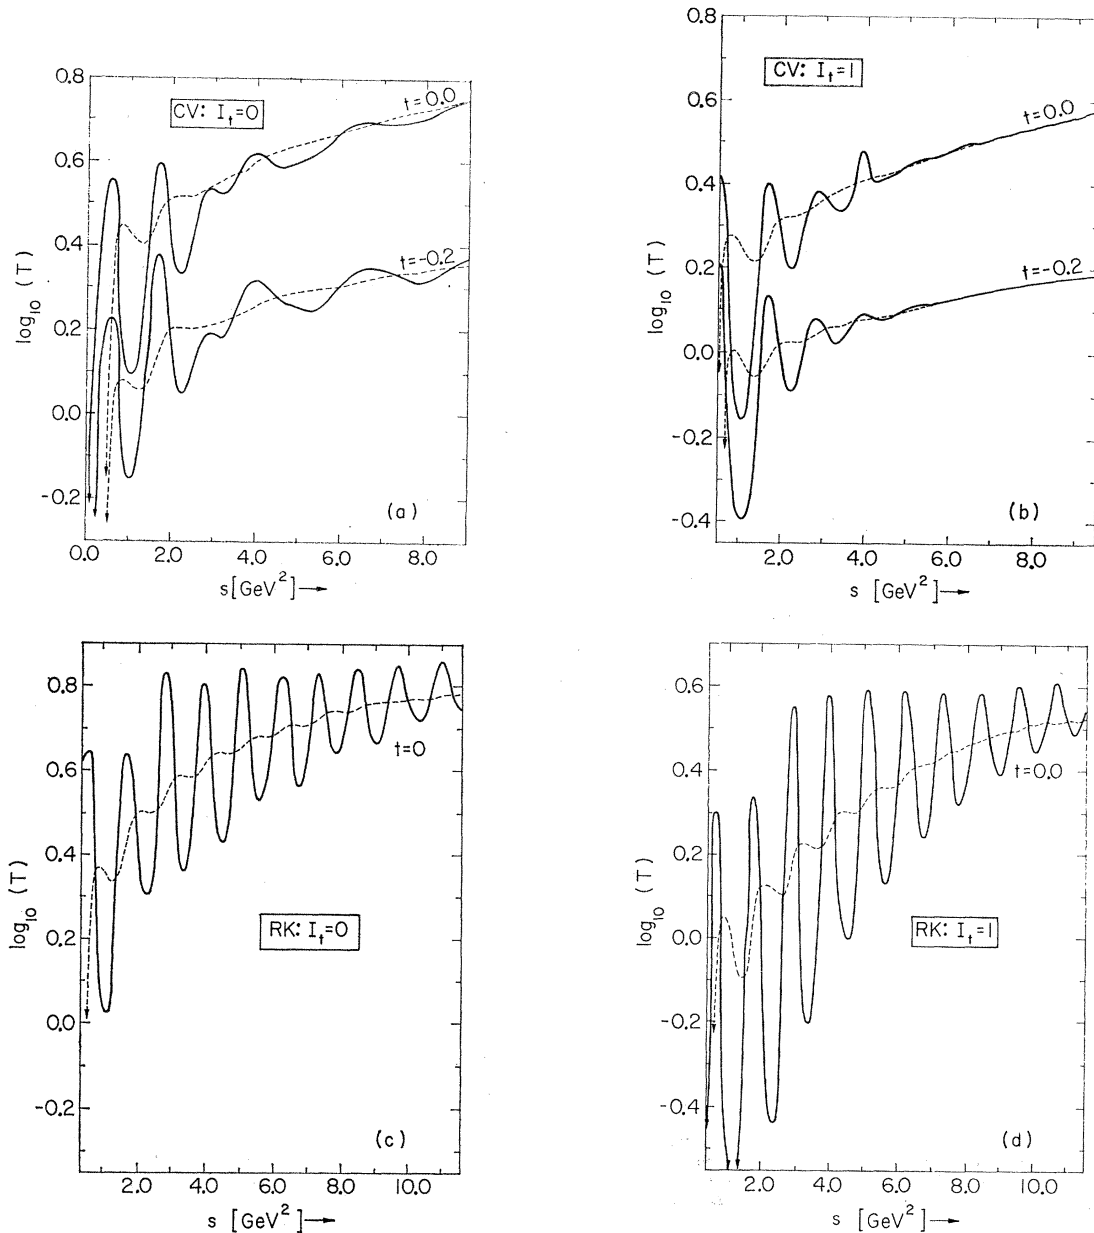 0.8
0.6
0.4
0.2
0.0
-0.2
log₁₀ (T)
CV: Iₜ=0
t=0.0
t=-0.2
(a)
0.0
2.0
4.0
6.0
8.0
s[GeV²]→
0.8
0.6
0.4
0.2
0.0
-0.2
-0.4
log₁₀ (T)
CV: Iₜ=1
t=0.0
t=-0.2
(b)
2.0
4.0
6.0
8.0
s [GeV²]→
0.8
0.6
0.4
0.2
0.0
-0.2
log₁₀ (T)
t=0
RK: Iₜ=0
(c)
2.0
4.0
6.0
8.0
10.0
s [GeV²]→
0.6
0.4
0.2
0.0
-0.2
-0.4
log₁₀ (T)
t=0.0
RK: Iₜ=1
(d)
2.0
4.0
6.0
8.0
10.0
s [GeV²]→